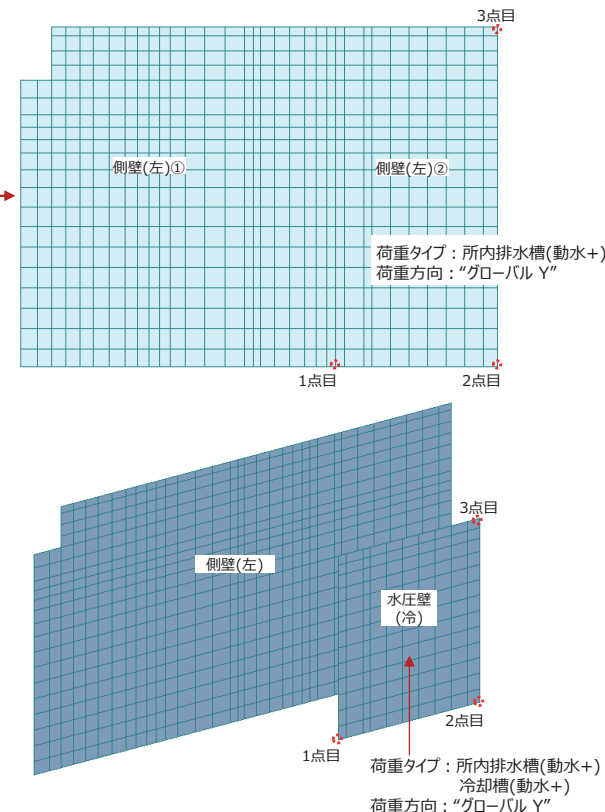 3点目
側壁(左)①
側壁(左)②
荷重タイプ：所内排水槽(動水+)
荷重方向：“グローバル Y”
1点目
2点目
3点目
側壁(左)
水圧壁
(冷)
2点目
1点目
荷重タイプ：所内排水槽(動水+)
冷却槽(動水+)
荷重方向：“グローバル Y”